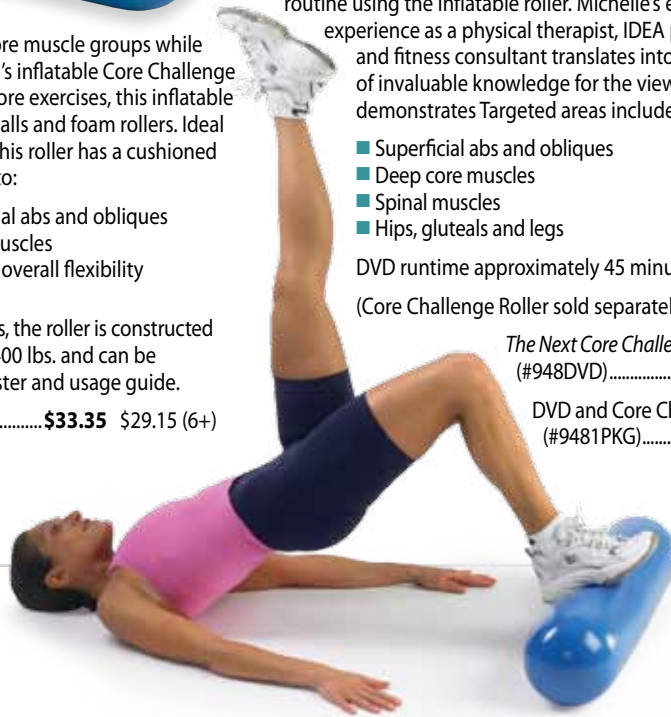 ore muscle groups while
's inflatable Core Challenge
ore exercises, this inflatable
alls and foam rollers. Ideal
his roller has a cushioned
to:
al abs and obliques
uscles
overall flexibility
s, the roller is constructed
00 lbs. and can be
ster and usage guide.
..........$33.35 $29.15 (6+)
routine using the inflatable roller. Michelle's e
experience as a physical therapist, IDEA p
and fitness consultant translates into
of invaluable knowledge for the view
demonstrates Targeted areas include
■ Superficial abs and obliques
■ Deep core muscles
■ Spinal muscles
■ Hips, gluteals and legs
DVD runtime approximately 45 minu
(Core Challenge Roller sold separatel
The Next Core Challe
(#948DVD)................
DVD and Core Cl
(#9481PKG).......